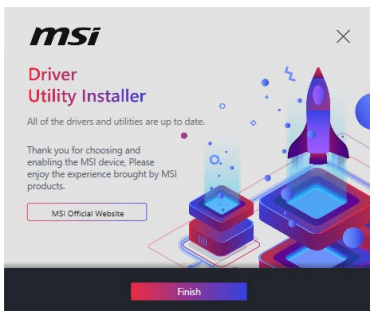 msi
Driver
Utility Installer
All of the drivers and utilities are up to date.
Thank you for choosing and
enabling the MSI device, Please
enjoy the experience brought by MSI
products.
MSI Official Website
Finish